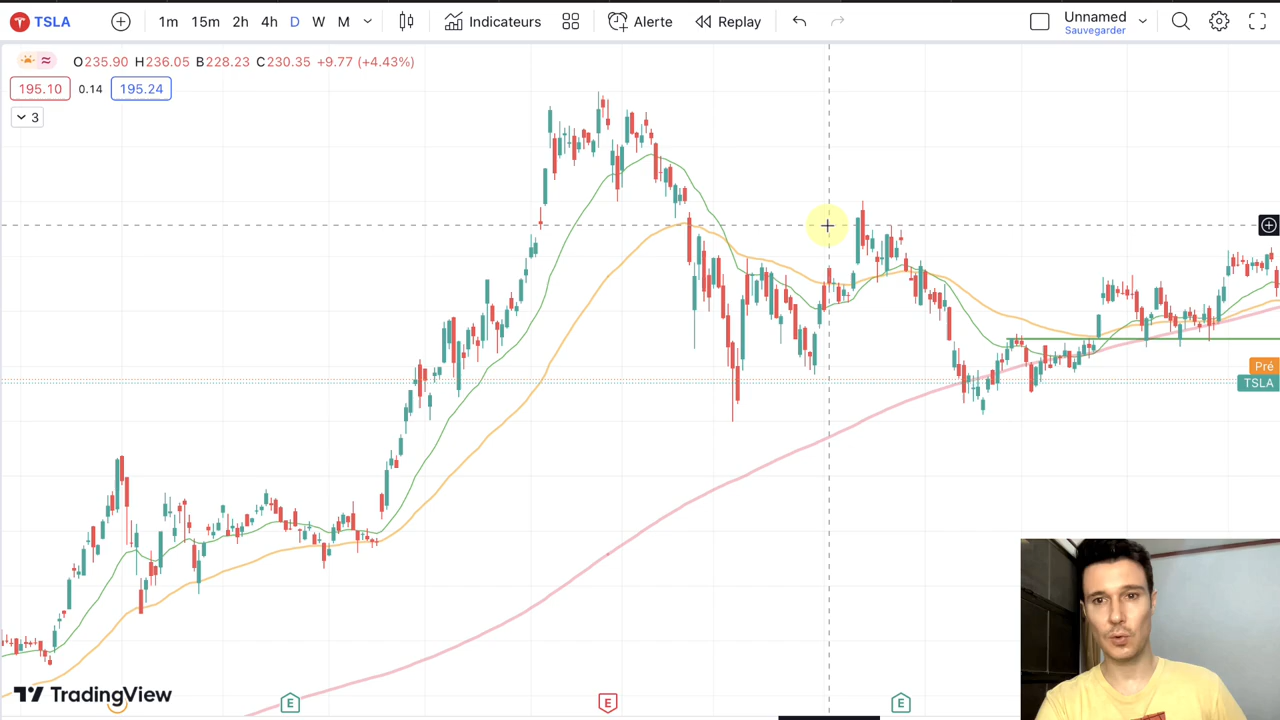 TSLA 1m 15m 2h 4h D W M Indicateurs Alerte Replay Unnamed
Sauvegarder
O235.90 H236.05 B228.23 C230.35 +9.77 (+4.43%)
195.10 0.14 195.24
3
Pré
TSLA
TradingView
E E E